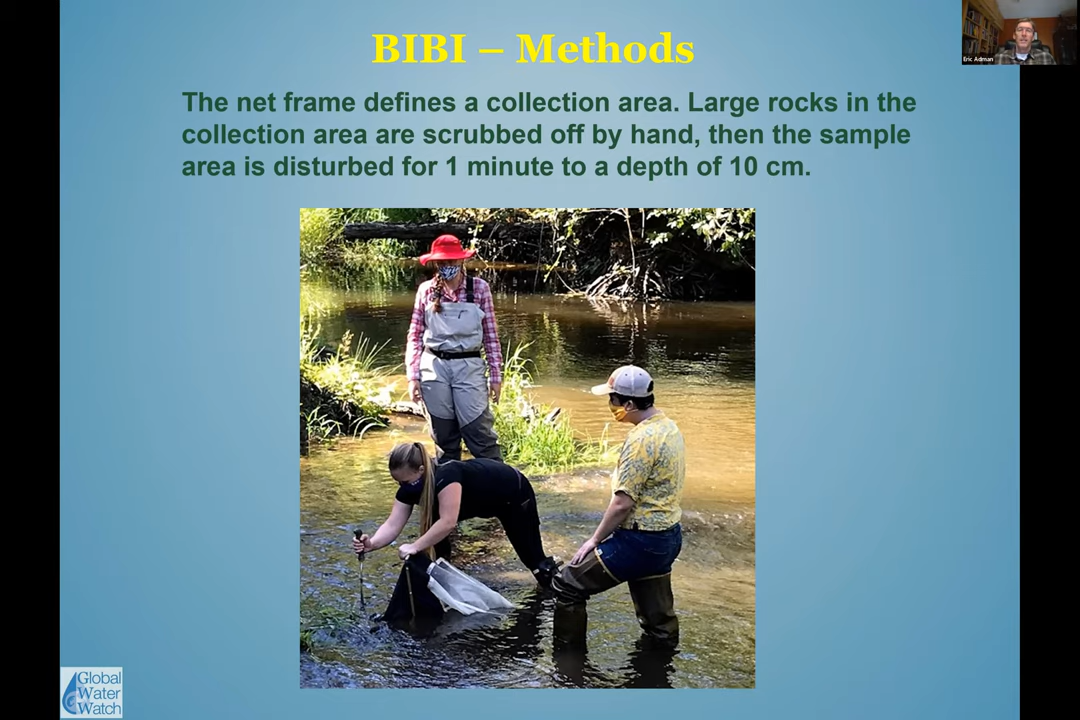 BIBI – Methods
Eric Adman
The net frame defines a collection area. Large rocks in the
collection area are scrubbed off by hand, then the sample
area is disturbed for 1 minute to a depth of 10 cm.
Global
Water
Watch